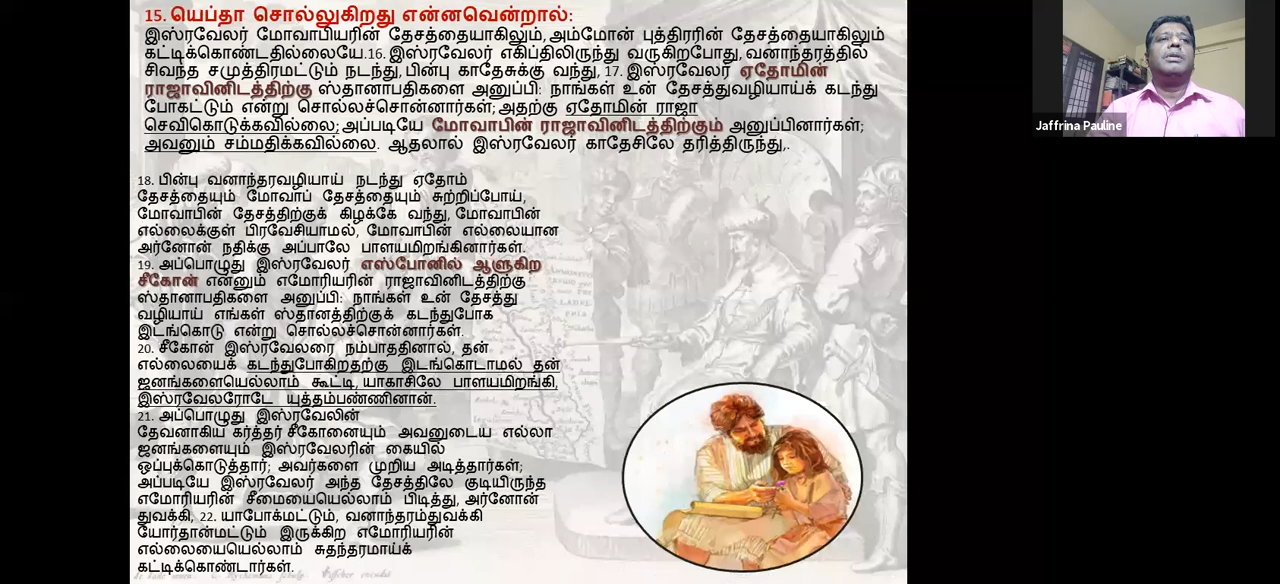 15. யெப்தா சொல்லுகிறது என்னவென்றால்:
இஸ்ரவேலர் மோவாபியரின் தேசத்தையாகிலும், அம்மோன் புத்திரரின் தேசத்தையாகிலும்
கட்டிக்கொண்டதில்லையே.16. இஸ்ரவேலர் எகிப்திலிருந்து வருகிறபோது, வனாந்தரத்தில்
சிவந்த சமுத்திரமட்டும் நடந்து, பின்பு காதேசுக்கு வந்து, 17. இஸ்ரவேலர் ஏதோமின்
ராஜாவினிடத்திற்கு ஸ்தானாபதிகளை அனுப்பி: நாங்கள் உன் தேசத்துவழியாய்க் கடந்து
போகட்டும் என்று சொல்லச்சொன்னார்கள்; அதற்கு ஏதோமின் ராஜா
செவிகொடுக்கவில்லை; அப்படியே மோவாபின் ராஜாவினிடத்திற்கும் அனுப்பினார்கள்;
அவனும் சம்மதிக்கவில்லை. ஆதலால் இஸ்ரவேலர் காதேசிலே தரித்திருந்து,.
18. பின்பு வனாந்தரவழியாய் நடந்து ஏதோம்
தேசத்தையும் மோவாப் தேசத்தையும் சுற்றிப்போய்,
மோவாபின் தேசத்திற்குக் கிழக்கே வந்து, மோவாபின்
எல்லைக்குள் பிரவேசியாமல், மோவாபின் எல்லையான
அர்னோன் நதிக்கு அப்பாலே பாளயமிறங்கினார்கள்.
19. அப்பொழுது இஸ்ரவேலர் எஸ்போனில் ஆளுகிற
சீகோன் என்னும் எமோரியரின் ராஜாவினிடத்திற்கு
ஸ்தானாபதிகளை அனுப்பி: நாங்கள் உன் தேசத்து
வழியாய் எங்கள் ஸ்தானத்திற்குக் கடந்துபோக
இடங்கொடு என்று சொல்லச்சொன்னார்கள்.
20. சீகோன் இஸ்ரவேலரை நம்பாததினால், தன்
எல்லையைக் கடந்துபோகிறதற்கு இடங்கொடாமல் தன்
ஜனங்களையெல்லாம் கூட்டி, யாகாசிலே பாளயமிறங்கி,
இஸ்ரவேலரோடே யுத்தம்பண்ணினான்.
21. அப்பொழுது இஸ்ரவேலின்
தேவனாகிய கர்த்தர் சீகோனையும் அவனுடைய எல்லா
ஜனங்களையும் இஸ்ரவேலரின் கையில்
ஒப்புக்கொடுத்தார்; அவர்களை முறிய அடித்தார்கள்;
அப்படியே இஸ்ரவேலர் அந்த தேசத்திலே குடியிருந்த
எமோரியரின் சீமையையெல்லாம் பிடித்து, அர்னோன்
துவக்கி, 22. யாபோக்மட்டும், வனாந்தரம்துவக்கி
யோர்தான்மட்டும் இருக்கிற எமோரியரின்
எல்லையையெல்லாம் சுதந்தரமாய்க்
கட்டிக்கொண்டார்கள்.
Jaffrina Pauline